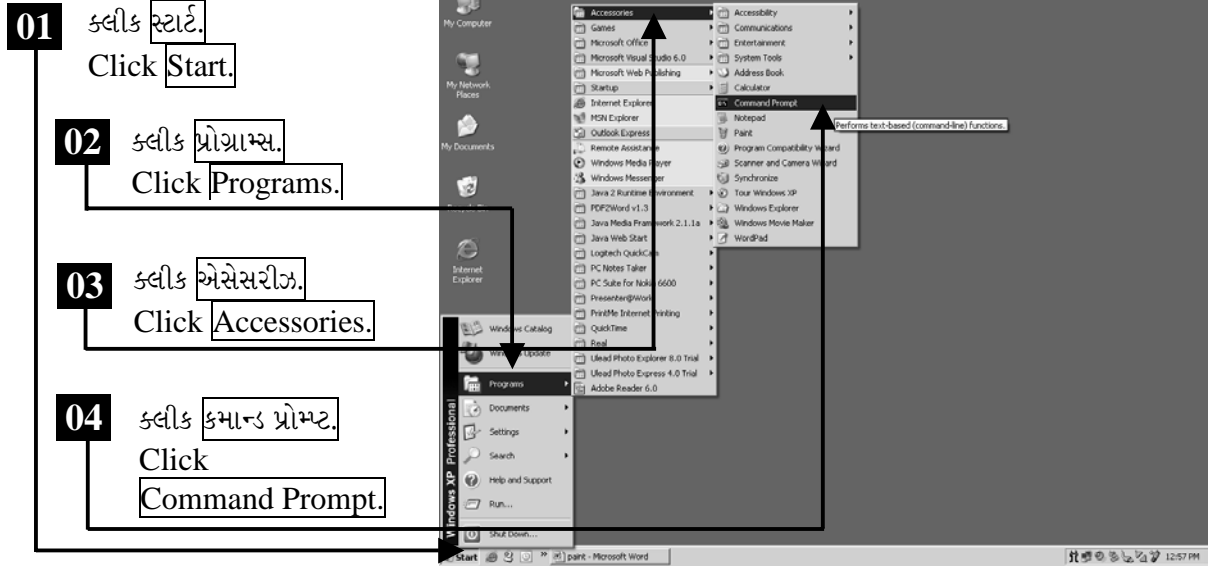 01 ક્લીક સ્ટાર્ટ.
Click Start.
02 ક્લીક પ્રોગ્રામ્સ.
Click Programs.
03 ક્લીક એસેસરીઝ.
Click Accessories.
04 ક્લીક કમાન્ડ પ્રોમ્પ્ટ.
Click
Command Prompt.
My Computer
My Network
Places
My Documents
Internet
Explorer
Windows Catalog
Windows Update
Programs
Documents
Settings
Search
Help and Support
Run...
Shut Down...
Windows XP Professional
Accessories
Games
Microsoft Office
Microsoft Visual Studio 6.0
Microsoft Web Publishing
Startup
Internet Explorer
MSN Explorer
Outlook Express
Remote Assistance
Windows Media Player
Windows Messenger
Java 2 Runtime Environment
PDF2Word v1.3
Java Media Framework 2.1.1a
Java Web Start
Logitech QuickCam
PC Notes Taker
PC Suite for Nokia 6600
Presenter@Work
PrintMe Internet Printing
QuickTime
Real
Ulead Photo Explorer 8.0 Trial
Ulead Photo Express 4.0 Trial
Adobe Reader 6.0
Accessibility
Communications
Entertainment
System Tools
Address Book
Calculator
Command Prompt
Notepad
Paint
Program Compatibility Wizard
Scanner and Camera Wizard
Synchronize
Tour Windows XP
Windows Explorer
Windows Movie Maker
WordPad
Performs text-based (command-line) functions.
Start
paint - Microsoft Word
12:57 PM